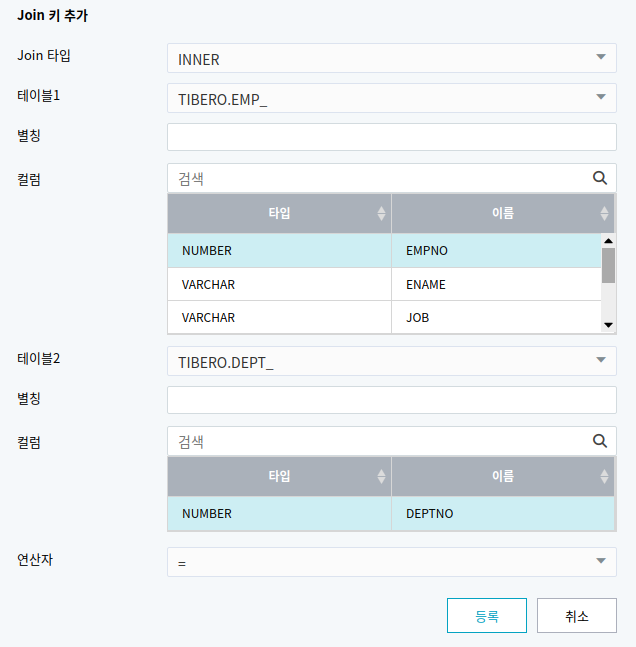 Join 키 추가
Join 타입
INNER
테이블1
TIBERO.EMP_
별칭
컬럼
검색
타입 이름
NUMBER EMPNO
VARCHAR ENAME
VARCHAR JOB
테이블2
TIBERO.DEPT_
별칭
컬럼
검색
타입 이름
NUMBER DEPTNO
연산자
=
등록 취소